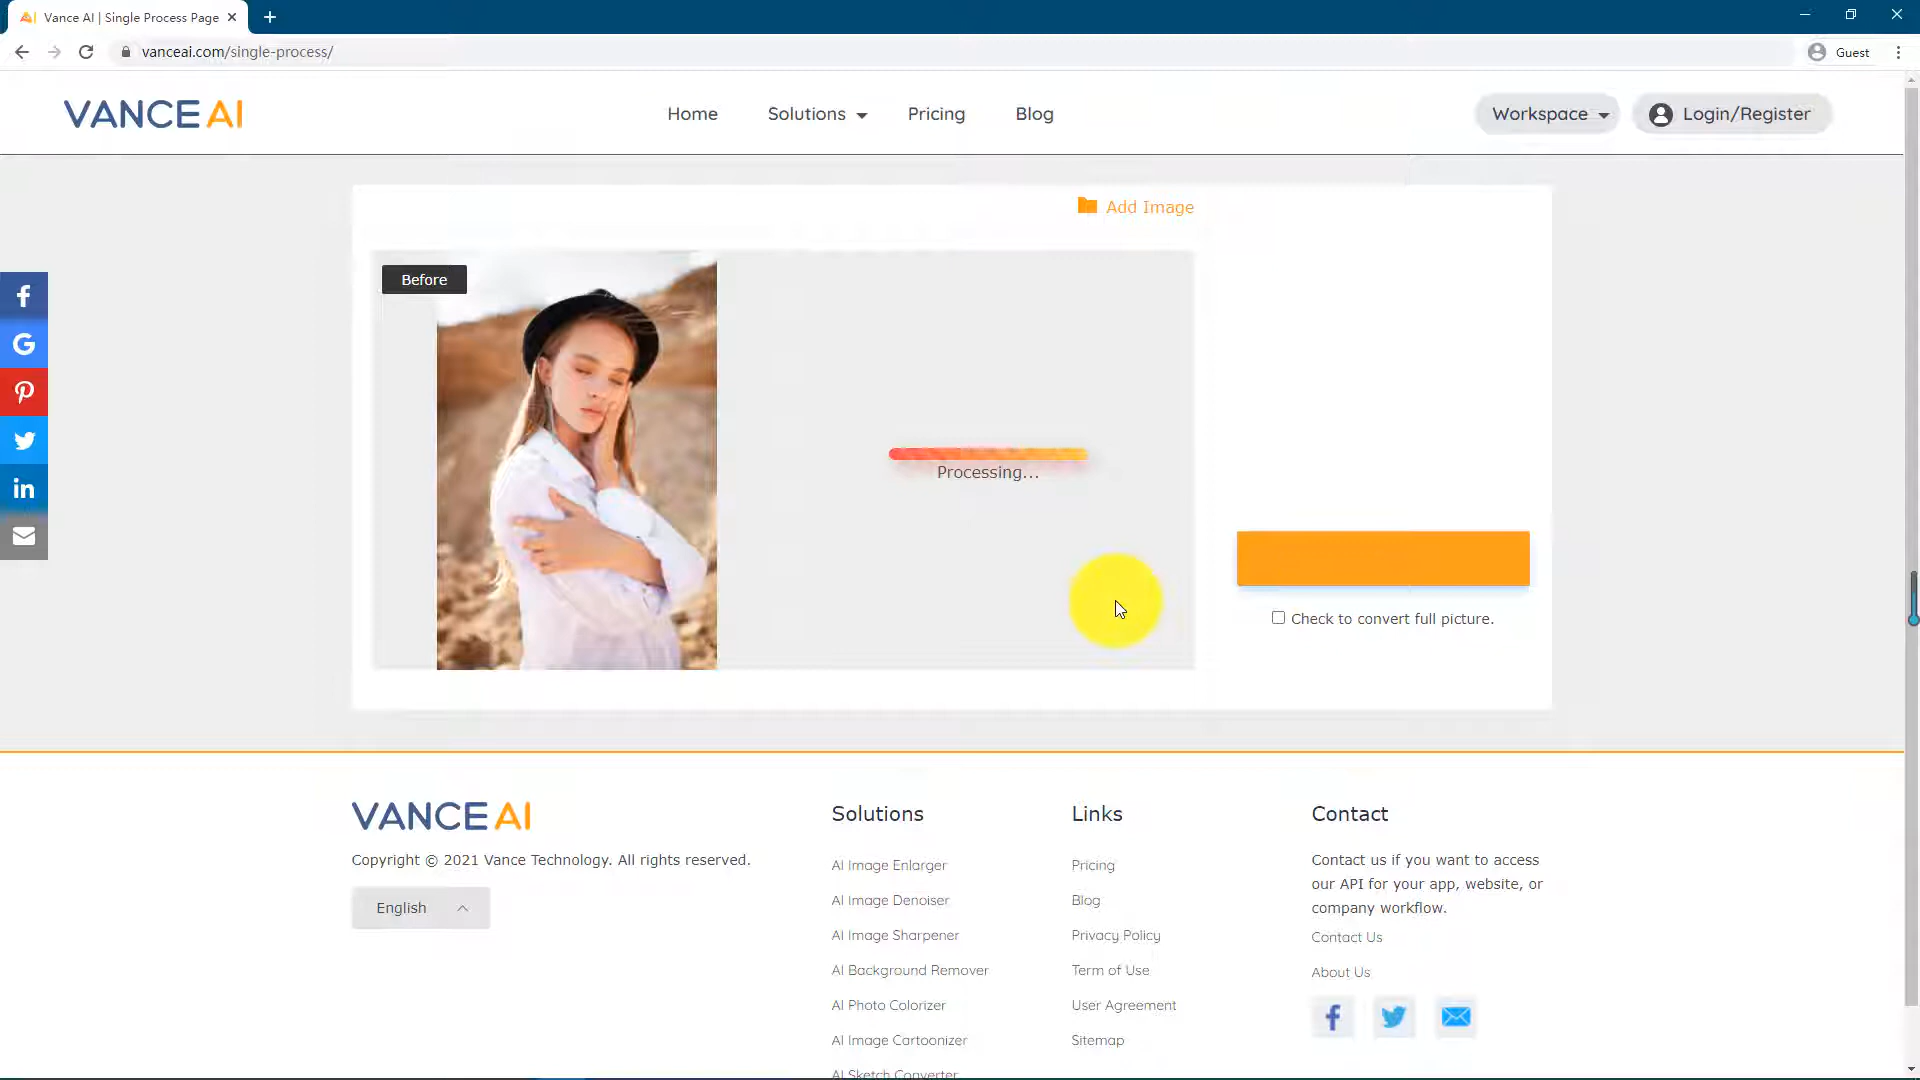 Vance AI | Single Process Page
vanceai.com/single-process/
Guest
VANCE AI
Home
Solutions
Pricing
Blog
Workspace
Login/Register
Add Image
Before
Processing...
Check to convert full picture.
VANCE AI
Copyright © 2021 Vance Technology. All rights reserved.
English
Solutions
AI Image Enlarger
AI Image Denoiser
AI Image Sharpener
AI Background Remover
AI Photo Colorizer
AI Image Cartoonizer
AI Sketch Converter
Links
Pricing
Blog
Privacy Policy
Term of Use
User Agreement
Sitemap
Contact
Contact us if you want to access
our API for your app, website, or
company workflow.
Contact Us
About Us